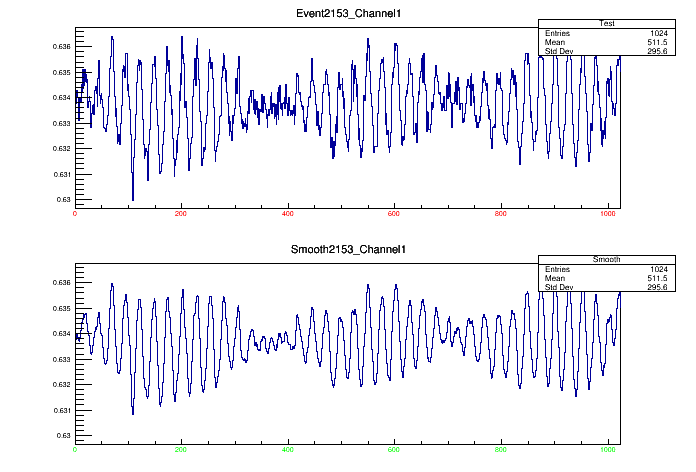 Event2153_Channel1
Test
Entries 1024
Mean 511.5
Std Dev 295.6
0.636
0.635
0.634
0.633
0.632
0.631
0.63
0 200 400 600 800 1000
Smooth2153_Channel1
Smooth
Entries 1024
Mean 511.5
Std Dev 295.6
0.636
0.635
0.634
0.633
0.632
0.631
0.63
0 200 400 600 800 1000